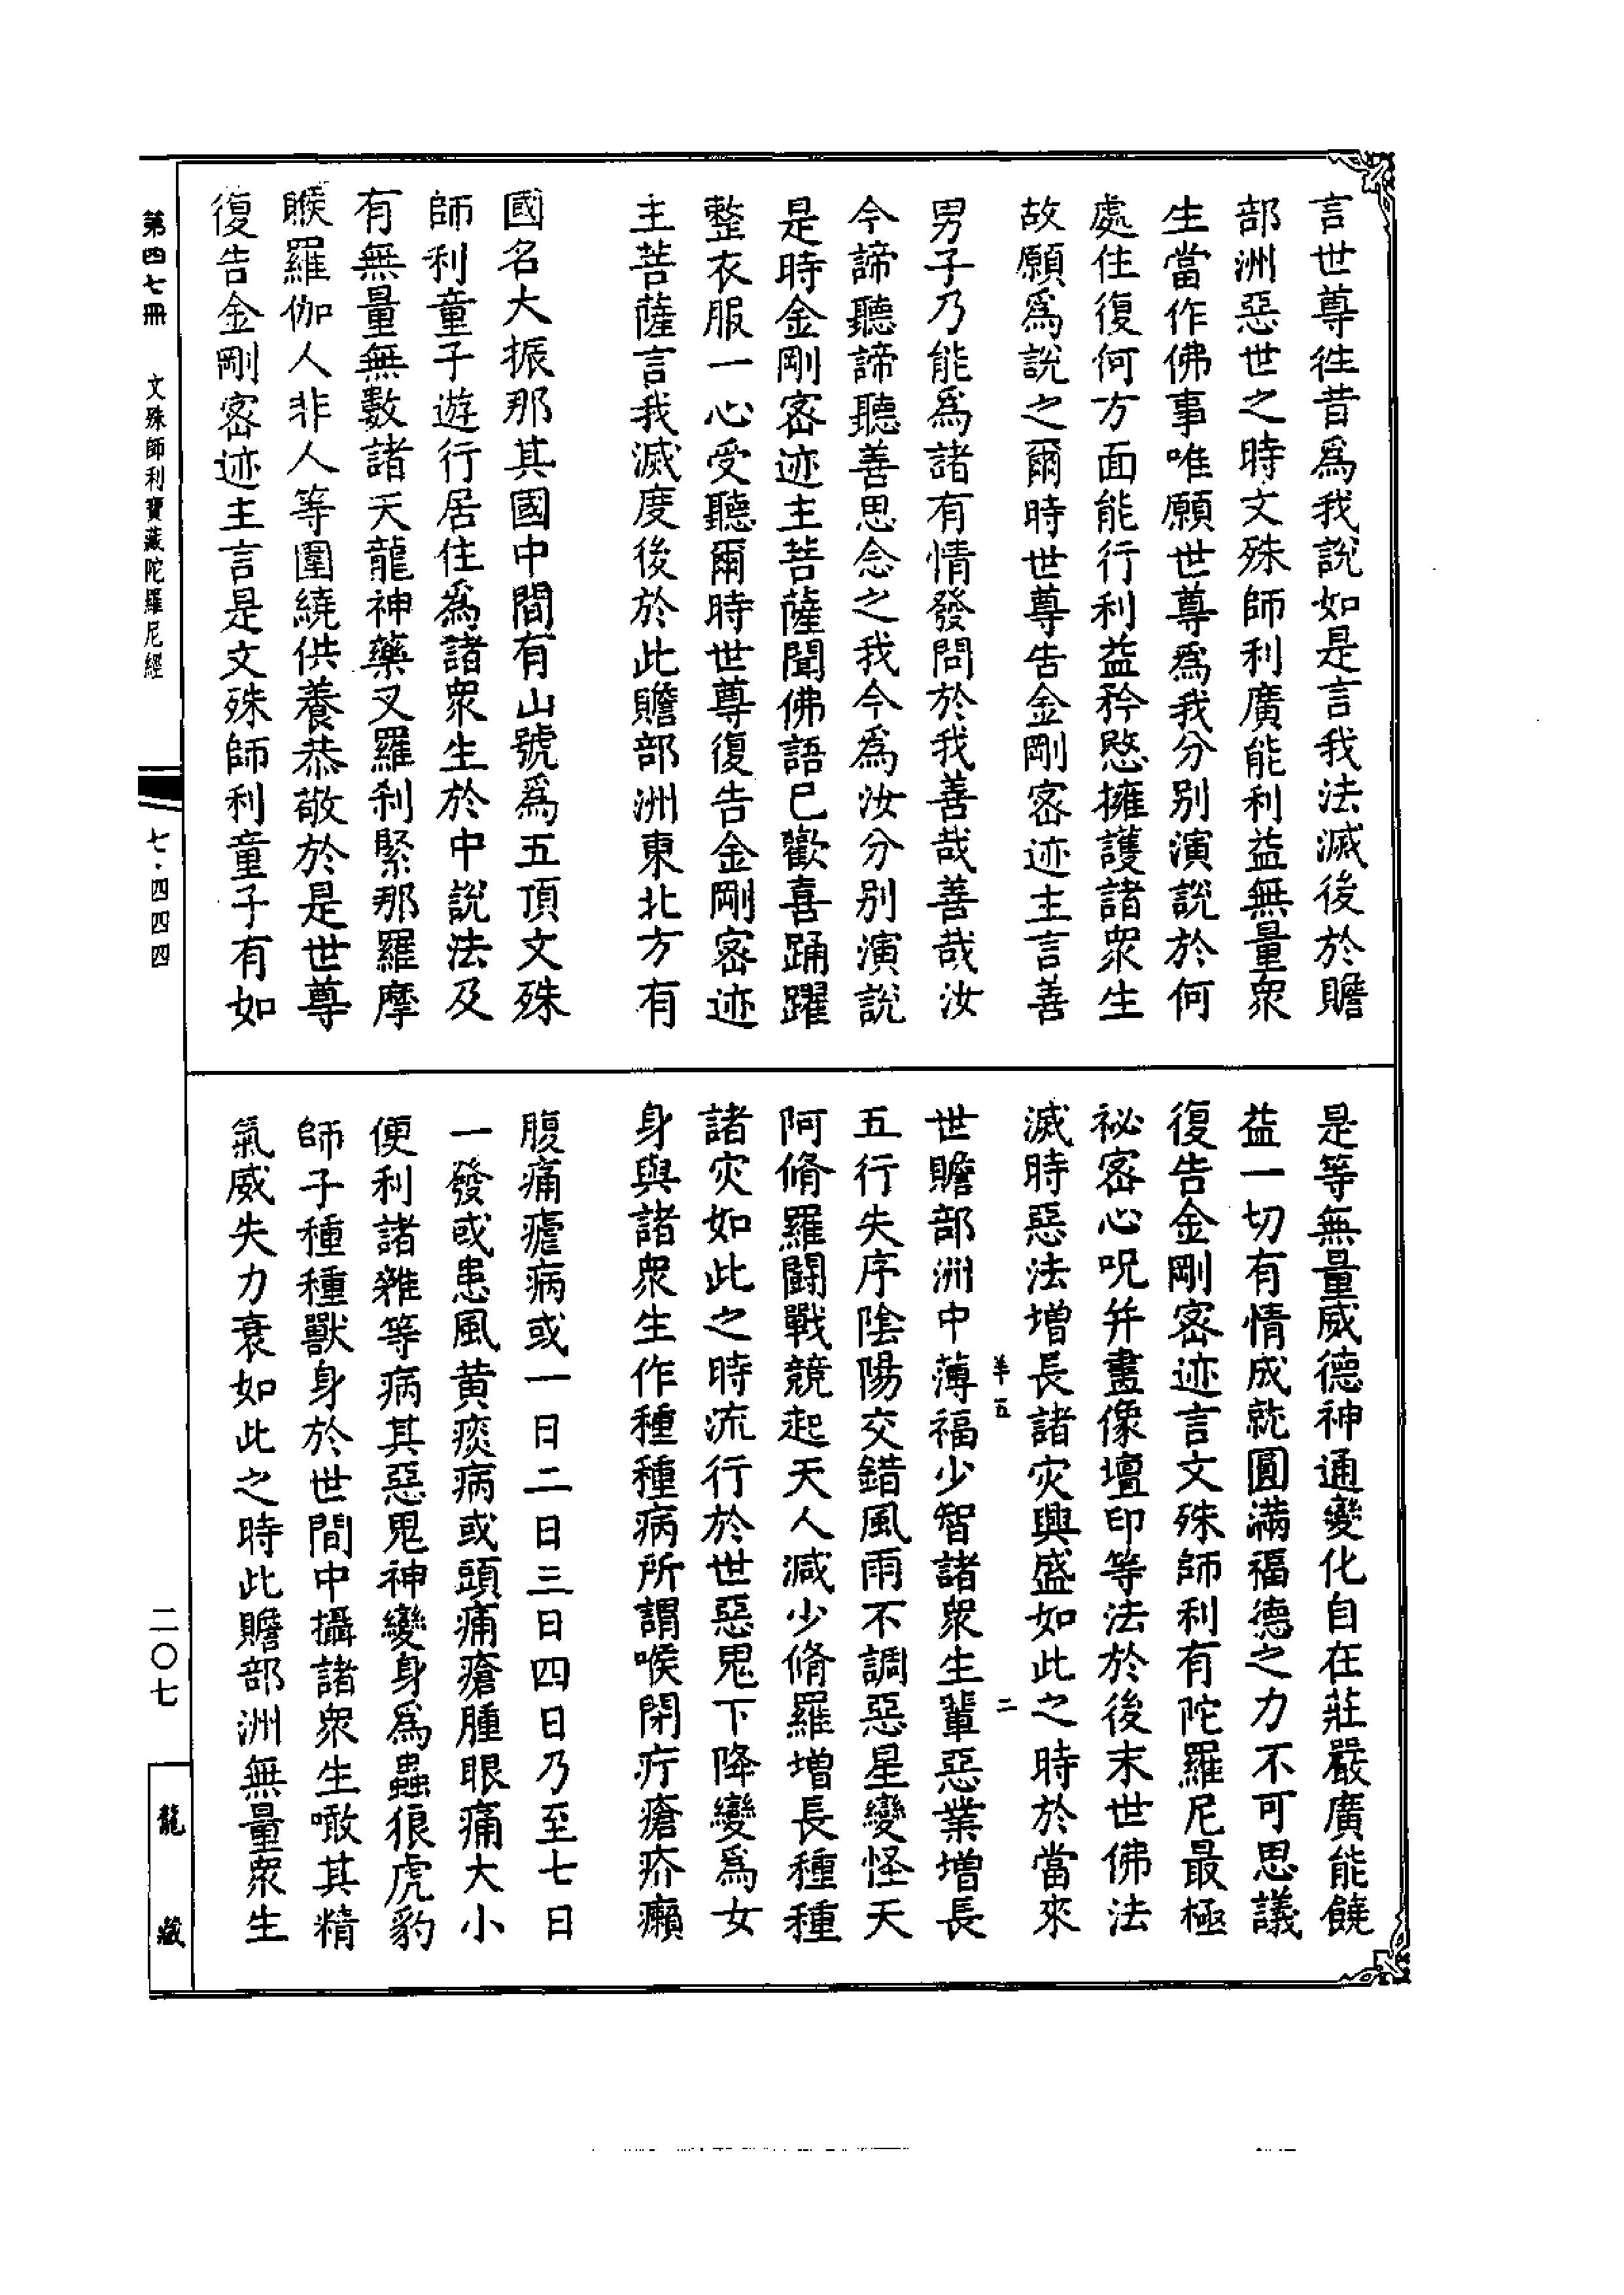 言世尊往昔爲我說如是言我法滅後於贍
部洲惡世之時文殊師利廣能利益無量衆
生當作佛事唯願世尊爲我分別演說於何
處住復何方面能行利益矜愍擁護諸衆生
故願爲說之爾時世尊告金剛密迹主言善
男子乃能爲諸有情發問於我善哉善哉汝
今諦聽諦聽善思念之我今爲汝分別演說
是時金剛密迹主菩薩聞佛語已歡喜踊躍
整衣服一心受聽爾時世尊復告金剛密迹
主菩薩言我滅度後於此贍部洲東北方有
國名大振那其國中間有山號爲五頂文殊
師利童子遊行居住爲諸衆生於中說法及
有無量無數諸天龍神藥叉羅剎緊那羅摩
睺羅伽人非人等圍繞供養恭敬於是世尊
復告金剛密迹主言是文殊師利童子有如
是等無量威德神通變化自在莊嚴廣能饒
益一切有情成就圓滿福德之力不可思議
復告金剛密迹言文殊師利有陀羅尼最極
祕密心呪并畫像壇印等法於後末世佛法
滅時惡法增長諸灾興盛如此之時於當來
羊五 二
世贍部洲中薄福少智諸衆生輩惡業增長
五行失序陰陽交錯風雨不調惡星變怪天
阿脩羅鬪戰競起天人減少脩羅增長種種
諸灾如此之時流行於世惡鬼下降變爲女
身與諸衆生作種種病所謂喉閉疔瘡疥癩
腹痛瘧病或一日二日三日四日乃至七日
一發或患風黃痰病或頭痛瘡腫眼痛大小
便利諸雜等病其惡鬼神變身爲蟲狼虎豹
師子種種獸身於世間中攝諸衆生噉其精
氣威失力衰如此之時此贍部洲無量衆生
第四七冊 文殊師利寶藏陀羅尼經
七·四四四
二〇七
龍藏